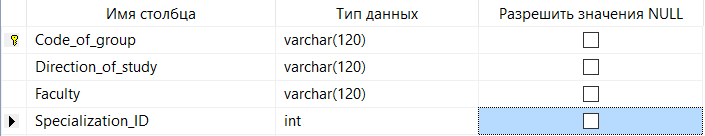 Имя столбца Тип данных Разрешить значения NULL
Code_of_group varchar(120)
Direction_of_study varchar(120)
Faculty varchar(120)
Specialization_ID int